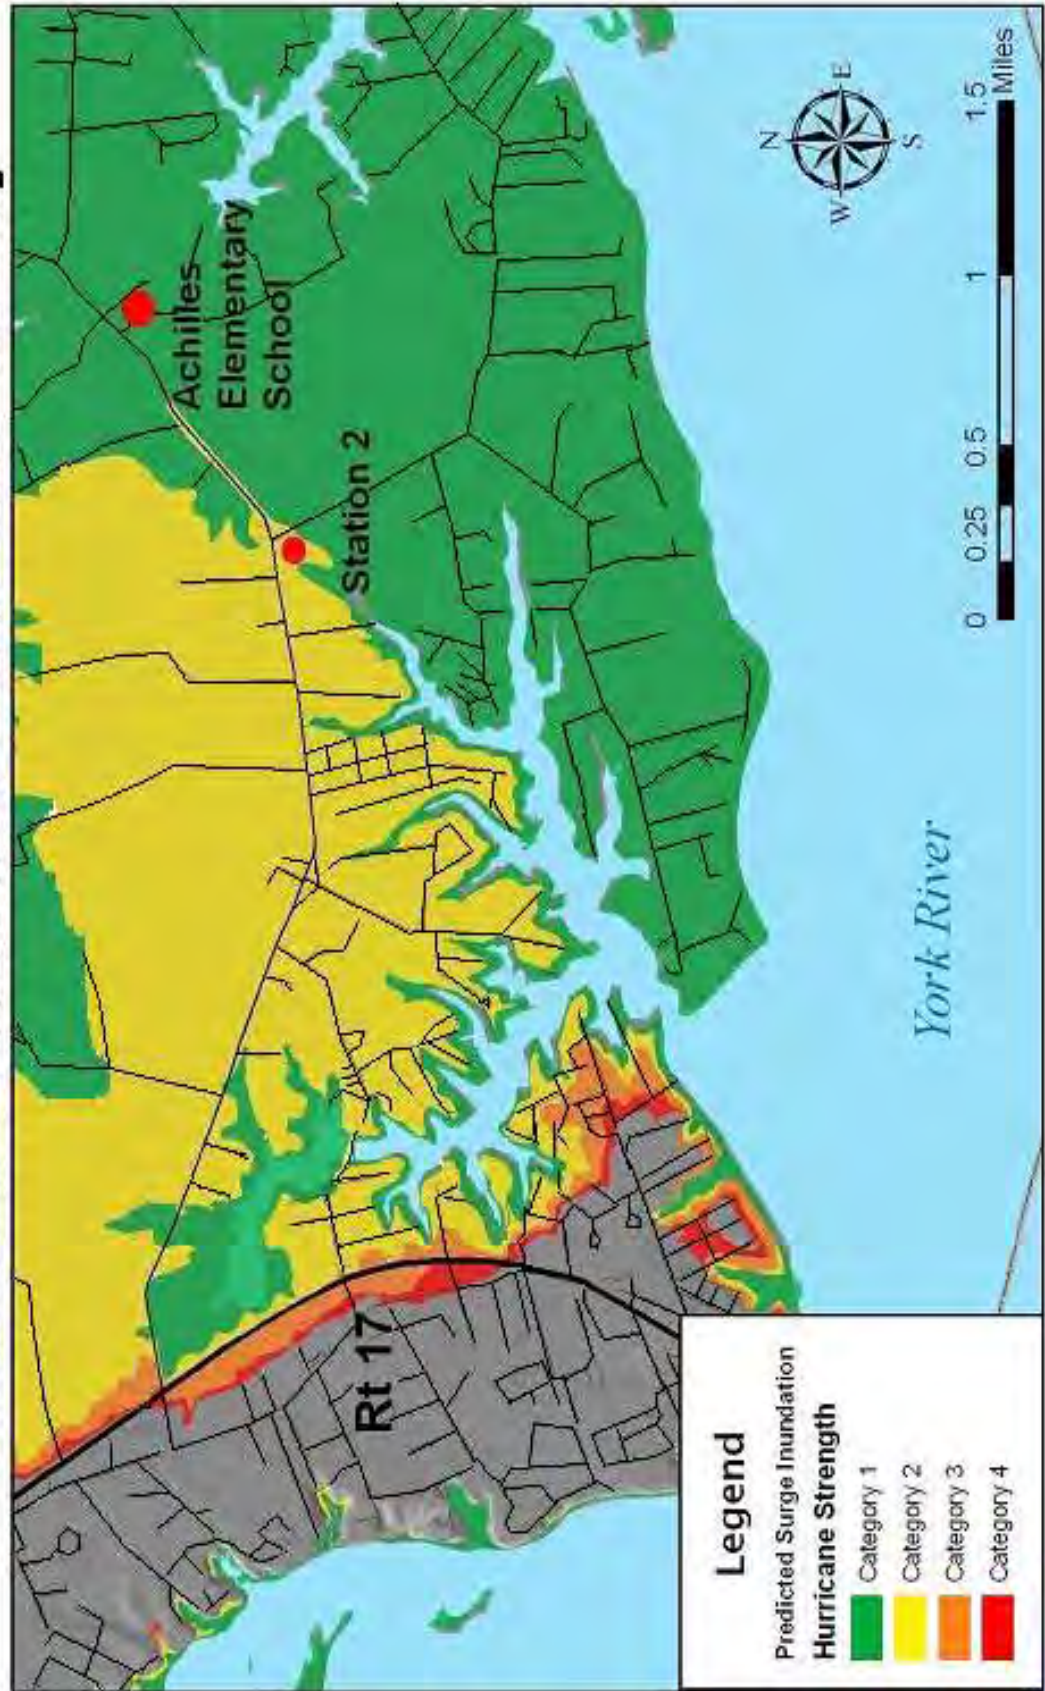 Achilles
Elementary
School
Station 2
Rt 17
York River
N
E
S
W
0 0.25 0.5 1 1.5
Miles
Legend
Predicted Surge Inundation
Hurricane Strength
Category 1
Category 2
Category 3
Category 4